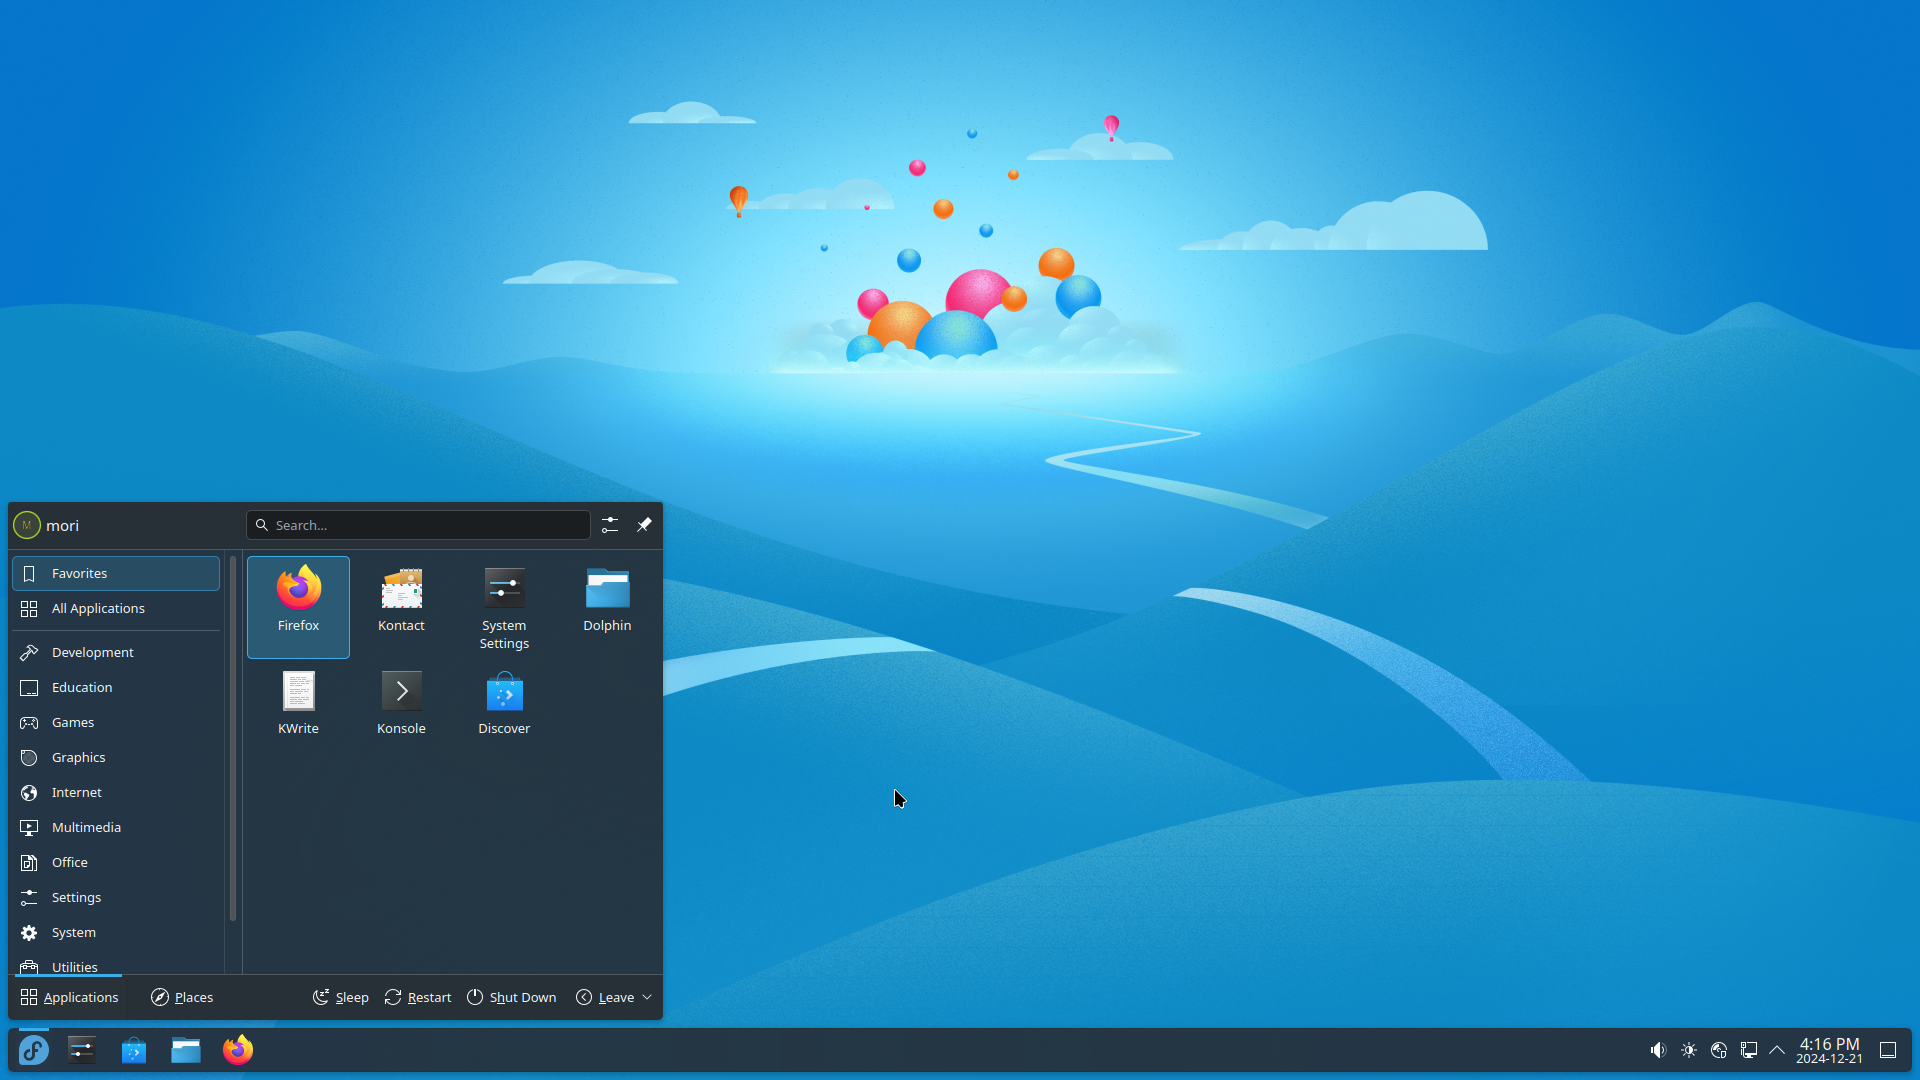 M
mori
Search...
Favorites
All Applications
Development
Education
Games
Graphics
Internet
Multimedia
Office
Settings
System
Utilities
Firefox
Kontact
System
Settings
Dolphin
KWrite
Konsole
Discover
Applications
Places
Sleep
Restart
Shut Down
Leave
4:16 PM
2024-12-21